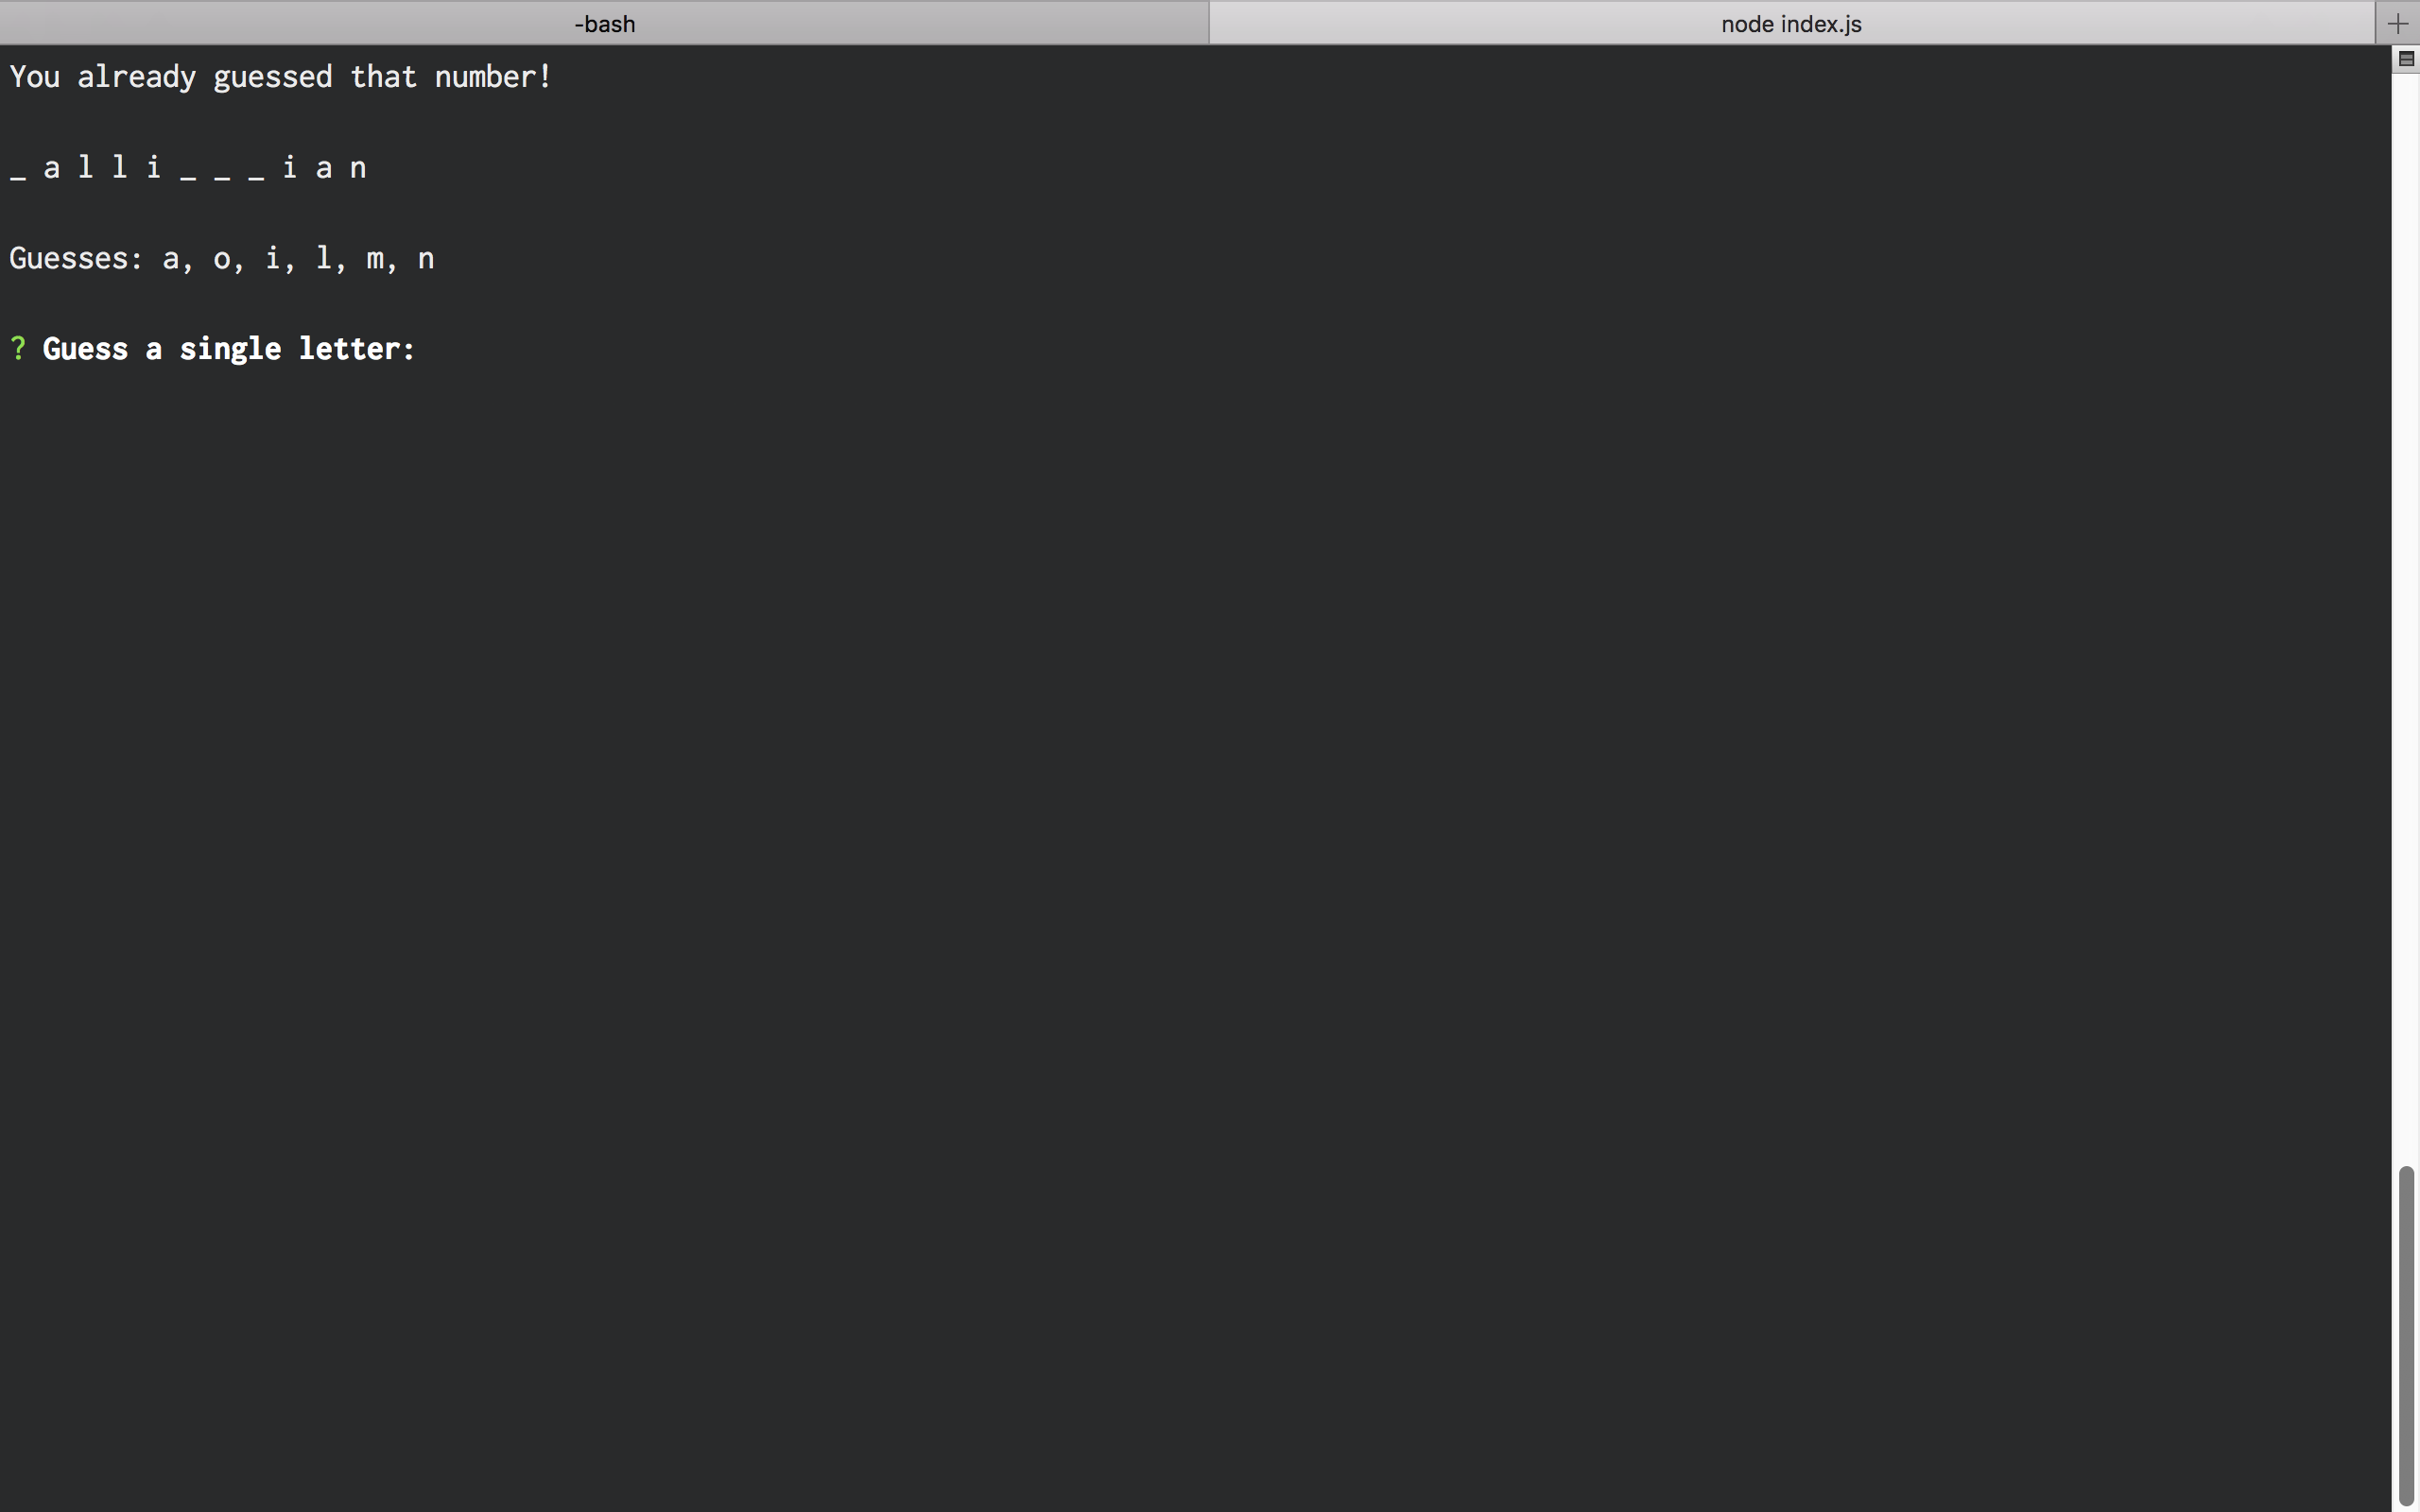 -bash
node index.js
You already guessed that number!
_ a l l i _ _ _ i a n
Guesses: a, o, i, l, m, n
? Guess a single letter: